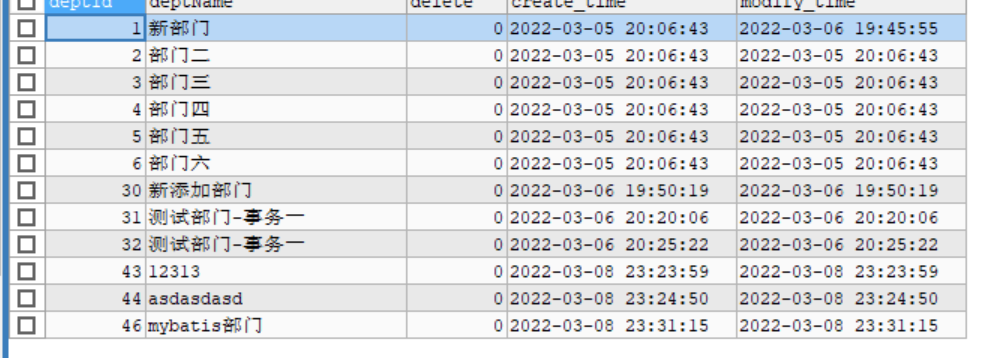 deptId deptName delete create_time modify_time
1 新部门 0 2022-03-05 20:06:43 2022-03-06 19:45:55
2 部门二 0 2022-03-05 20:06:43 2022-03-05 20:06:43
3 部门三 0 2022-03-05 20:06:43 2022-03-05 20:06:43
4 部门四 0 2022-03-05 20:06:43 2022-03-05 20:06:43
5 部门五 0 2022-03-05 20:06:43 2022-03-05 20:06:43
6 部门六 0 2022-03-05 20:06:43 2022-03-05 20:06:43
30 新添加部门 0 2022-03-06 19:50:19 2022-03-06 19:50:19
31 测试部门-事务一 0 2022-03-06 20:20:06 2022-03-06 20:20:06
32 测试部门-事务一 0 2022-03-06 20:25:22 2022-03-06 20:25:22
43 12313 0 2022-03-08 23:23:59 2022-03-08 23:23:59
44 asdasdasd 0 2022-03-08 23:24:50 2022-03-08 23:24:50
46 mybatis部门 0 2022-03-08 23:31:15 2022-03-08 23:31:15